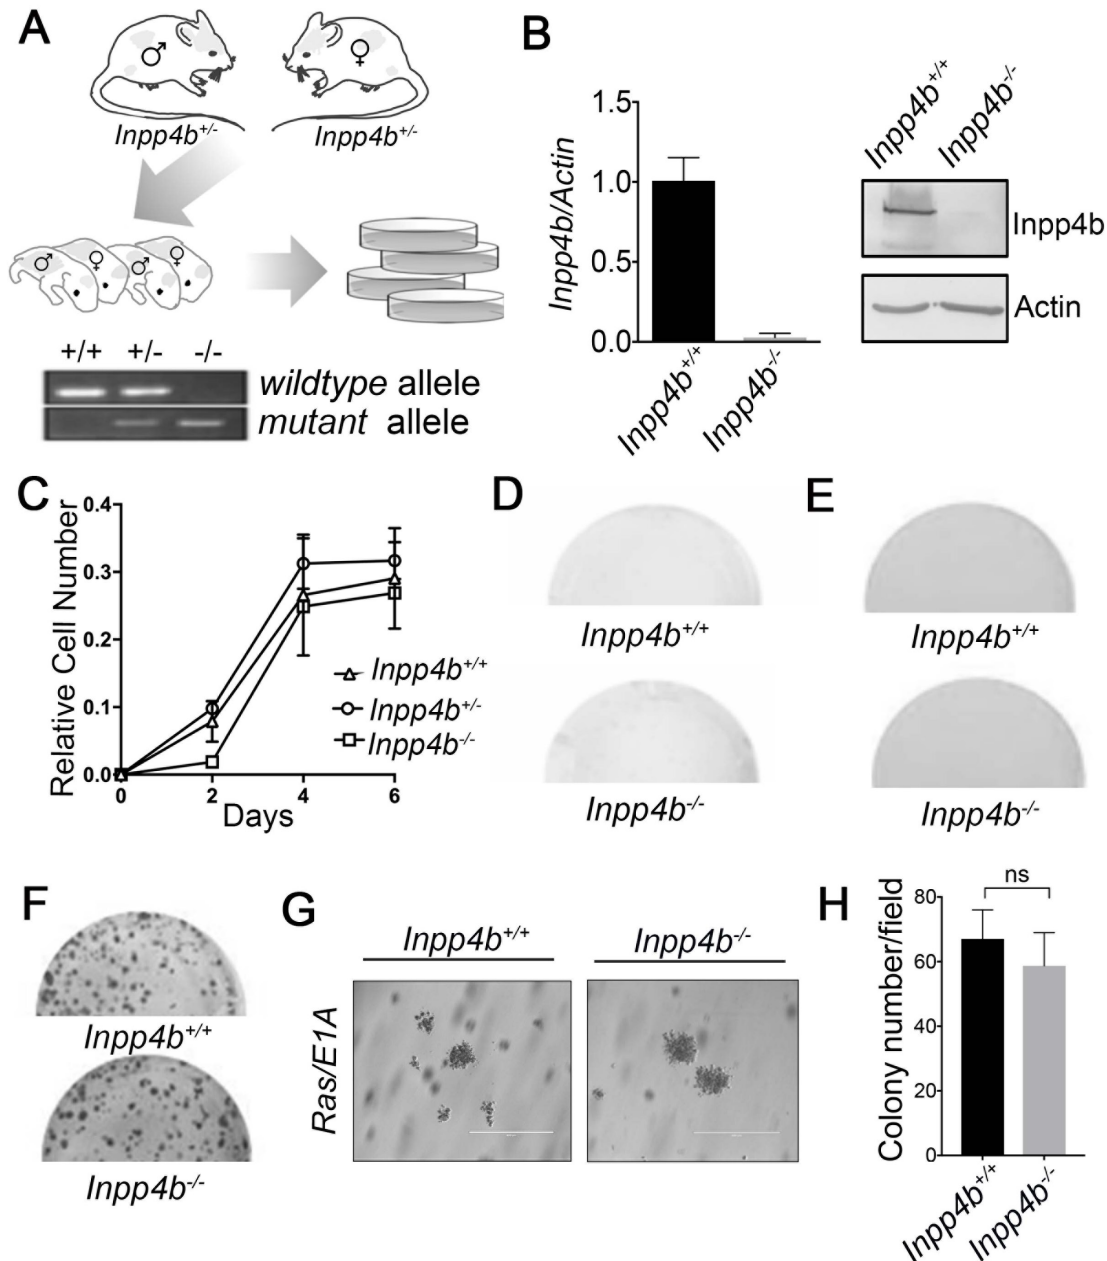 A
♂
♀
Inpp4b+/-
Inpp4b+/-
♂ ♀ ♂ ♀
+/+ +/- -/-
wildtype allele
mutant allele
B
Inpp4b/Actin
1.5
1.0
0.5
0.0
Inpp4b+/+
Inpp4b-/-
Inpp4b+/+
Inpp4b-/-
Inpp4b
Actin
C
Relative Cell Number
0.4
0.3
0.2
0.1
0.0
0 2 4 6
Days
Inpp4b+/+
Inpp4b+/-
Inpp4b-/-
D
Inpp4b+/+
Inpp4b-/-
E
Inpp4b+/+
Inpp4b-/-
F
Inpp4b+/+
Inpp4b-/-
G
Inpp4b+/+
Inpp4b-/-
Ras/E1A
H
Colony number/field
80
60
40
20
0
ns
Inpp4b+/+
Inpp4b-/-